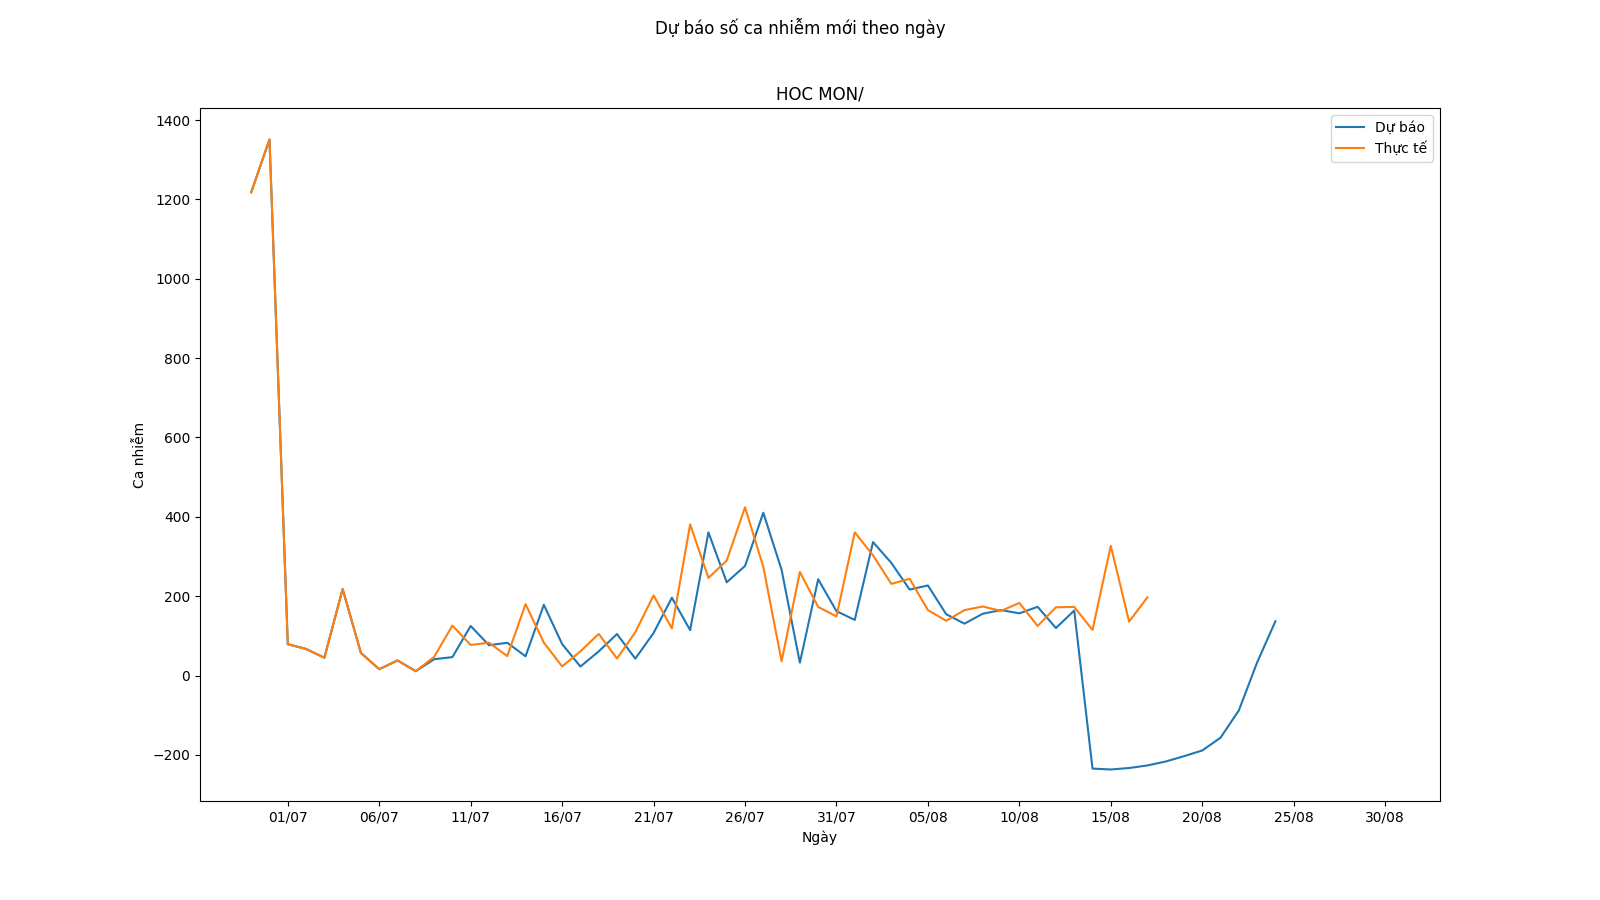 Dự báo số ca nhiễm mới theo ngày
HOC MON/
Dự báo
Thực tế
1400
1200
1000
800
600
400
200
0
−200
Ca nhiễm
01/07 06/07 11/07 16/07 21/07 26/07 31/07 05/08 10/08 15/08 20/08 25/08 30/08
Ngày